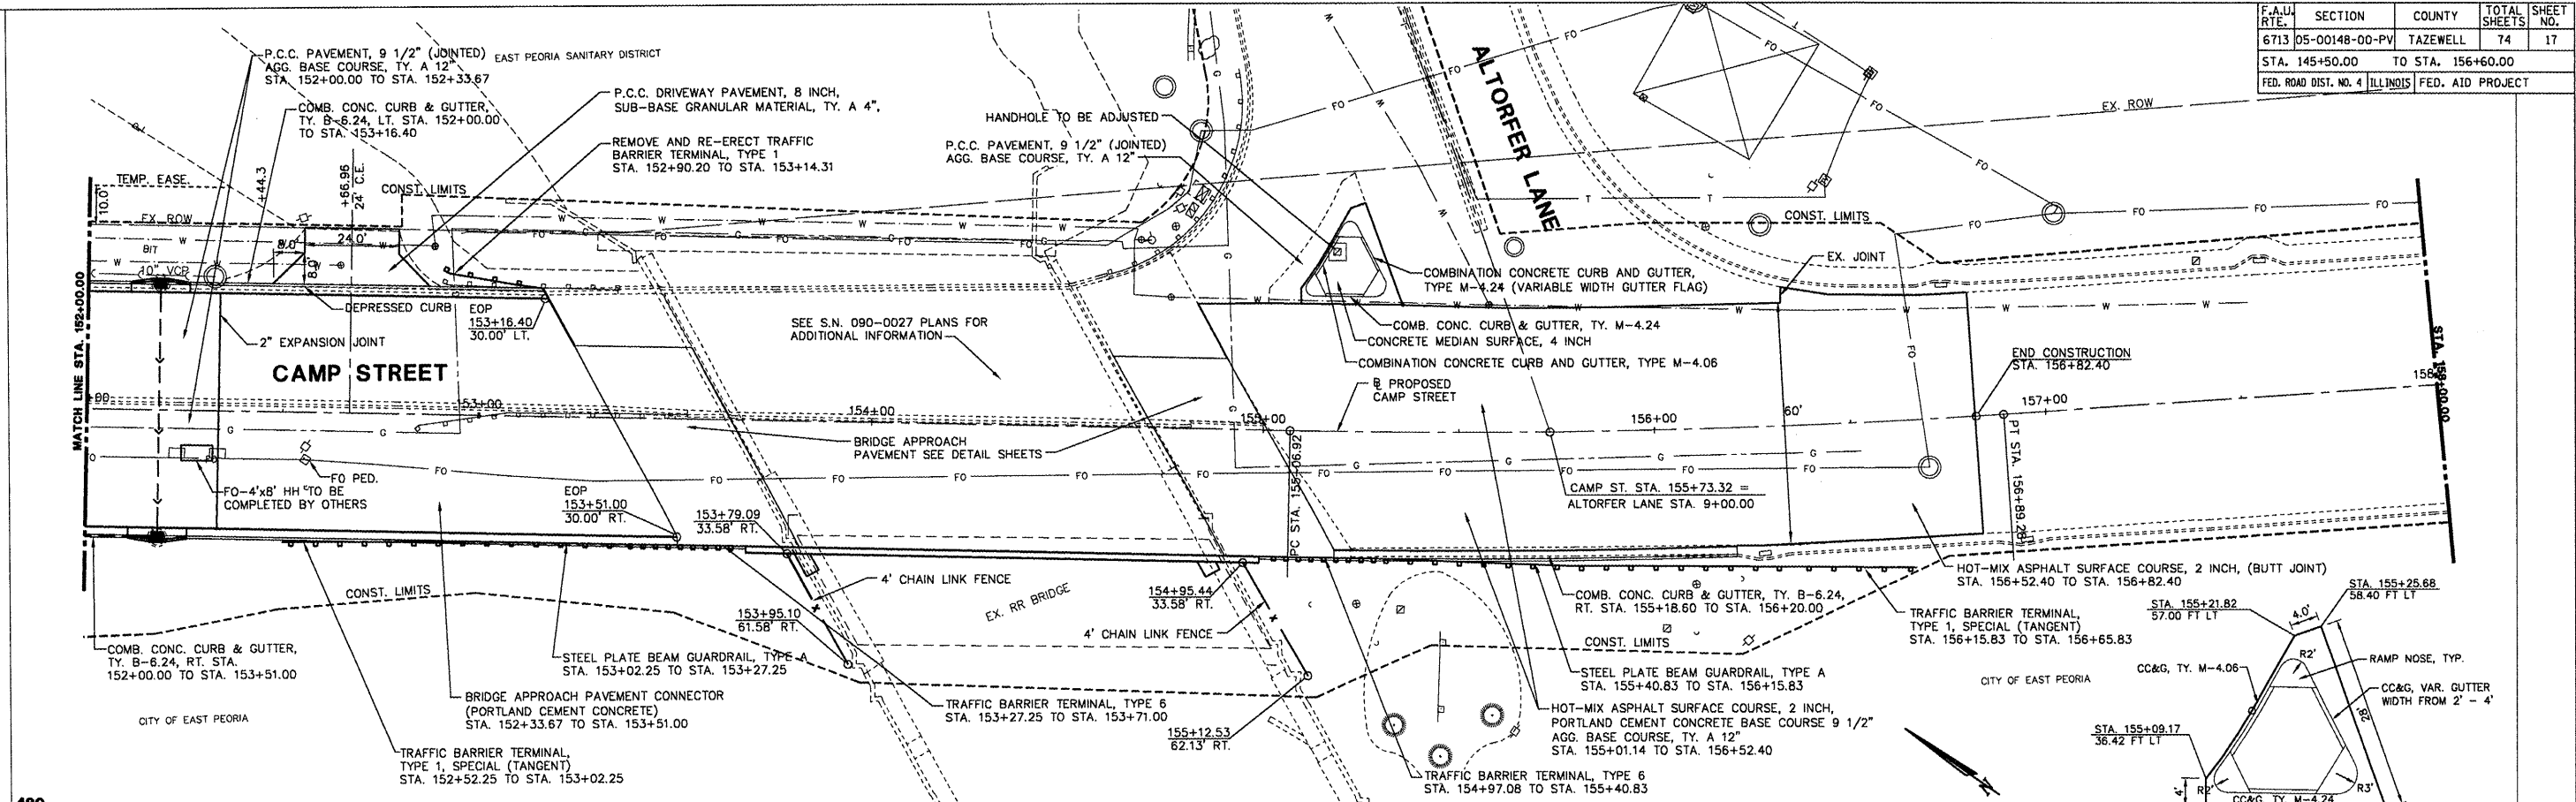 F.A.U. RTE. SECTION COUNTY TOTAL SHEETS SHEET NO.
6713 05-00148-00-PV TAZEWELL 74 17
STA. 145+50.00 TO STA. 156+60.00
FED. ROAD DIST. NO. 4 ILLINOIS FED. AID PROJECT
P.C.C. PAVEMENT, 9 1/2" (JOINTED)
AGG. BASE COURSE, TY. A 12"
STA. 152+00.00 TO STA. 152+33.67
EAST PEORIA SANITARY DISTRICT
COMB. CONC. CURB & GUTTER,
TY. B-6.24, LT. STA. 152+00.00
TO STA. 153+16.40
P.C.C. DRIVEWAY PAVEMENT, 8 INCH,
SUB-BASE GRANULAR MATERIAL, TY. A 4",
REMOVE AND RE-ERECT TRAFFIC
BARRIER TERMINAL, TYPE 1
STA. 152+90.20 TO STA. 153+14.31
HANDHOLE TO BE ADJUSTED
P.C.C. PAVEMENT, 9 1/2" (JOINTED)
AGG. BASE COURSE, TY. A 12"
ALTORFER LANE
EX. ROW
TEMP. EASE.
10.0'
+44.3
+66.96
24' C.E.
CONST. LIMITS
EX. ROW
BIT
8.0'
24.0'
8.0'
10" VCP
CONST. LIMITS
EX. JOINT
COMBINATION CONCRETE CURB AND GUTTER,
TYPE M-4.24 (VARIABLE WIDTH GUTTER FLAG)
DEPRESSED CURB
EOP
153+16.40
30.00' LT.
2" EXPANSION JOINT
SEE S.N. 090-0027 PLANS FOR
ADDITIONAL INFORMATION
COMB. CONC. CURB & GUTTER, TY. M-4.24
CONCRETE MEDIAN SURFACE, 4 INCH
COMBINATION CONCRETE CURB AND GUTTER, TYPE M-4.06
MATCH LINE STA. 152+00.00
CAMP STREET
PROPOSED
CAMP STREET
END CONSTRUCTION
STA. 156+82.40
STA. 158+00.00
+00
153+00
154+00
155+00
156+00
157+00
158
60'
BRIDGE APPROACH
PAVEMENT SEE DETAIL SHEETS
PC STA. 155+06.92
PT STA. 156+89.28
FO PED.
FO-4'x8' HH TO BE
COMPLETED BY OTHERS
EOP
153+51.00
30.00' RT.
153+79.09
33.58' RT.
CAMP ST. STA. 155+73.32 =
ALTORFER LANE STA. 9+00.00
4' CHAIN LINK FENCE
153+95.10
61.58' RT.
EX. RR BRIDGE
154+95.44
33.58' RT.
4' CHAIN LINK FENCE
155+12.53
62.13' RT.
CONST. LIMITS
COMB. CONC. CURB & GUTTER,
TY. B-6.24, RT. STA.
152+00.00 TO STA. 153+51.00
CITY OF EAST PEORIA
STEEL PLATE BEAM GUARDRAIL, TYPE A
STA. 153+02.25 TO STA. 153+27.25
BRIDGE APPROACH PAVEMENT CONNECTOR
(PORTLAND CEMENT CONCRETE)
STA. 152+33.67 TO STA. 153+51.00
TRAFFIC BARRIER TERMINAL,
TYPE 1, SPECIAL (TANGENT)
STA. 152+52.25 TO STA. 153+02.25
TRAFFIC BARRIER TERMINAL, TYPE 6
STA. 153+27.25 TO STA. 153+71.00
COMB. CONC. CURB & GUTTER, TY. B-6.24,
RT. STA. 155+18.60 TO STA. 156+20.00
CONST. LIMITS
STEEL PLATE BEAM GUARDRAIL, TYPE A
STA. 155+40.83 TO STA. 156+15.83
HOT-MIX ASPHALT SURFACE COURSE, 2 INCH,
PORTLAND CEMENT CONCRETE BASE COURSE 9 1/2"
AGG. BASE COURSE, TY. A 12"
STA. 155+01.14 TO STA. 156+52.40
TRAFFIC BARRIER TERMINAL, TYPE 6
STA. 154+97.08 TO STA. 155+40.83
HOT-MIX ASPHALT SURFACE COURSE, 2 INCH, (BUTT JOINT)
STA. 156+52.40 TO STA. 156+82.40
TRAFFIC BARRIER TERMINAL,
TYPE 1, SPECIAL (TANGENT)
STA. 156+15.83 TO STA. 156+65.83
CITY OF EAST PEORIA
STA. 155+25.68
58.40 FT LT
STA. 155+21.82
57.00 FT LT
4.0'
R2'
RAMP NOSE, TYP.
CC&G, TY. M-4.06
CC&G, VAR. GUTTER
WIDTH FROM 2' - 4'
28'
STA. 155+09.17
36.42 FT LT
4'
R2'
R3'
CC&G, TY. M-4.24
N